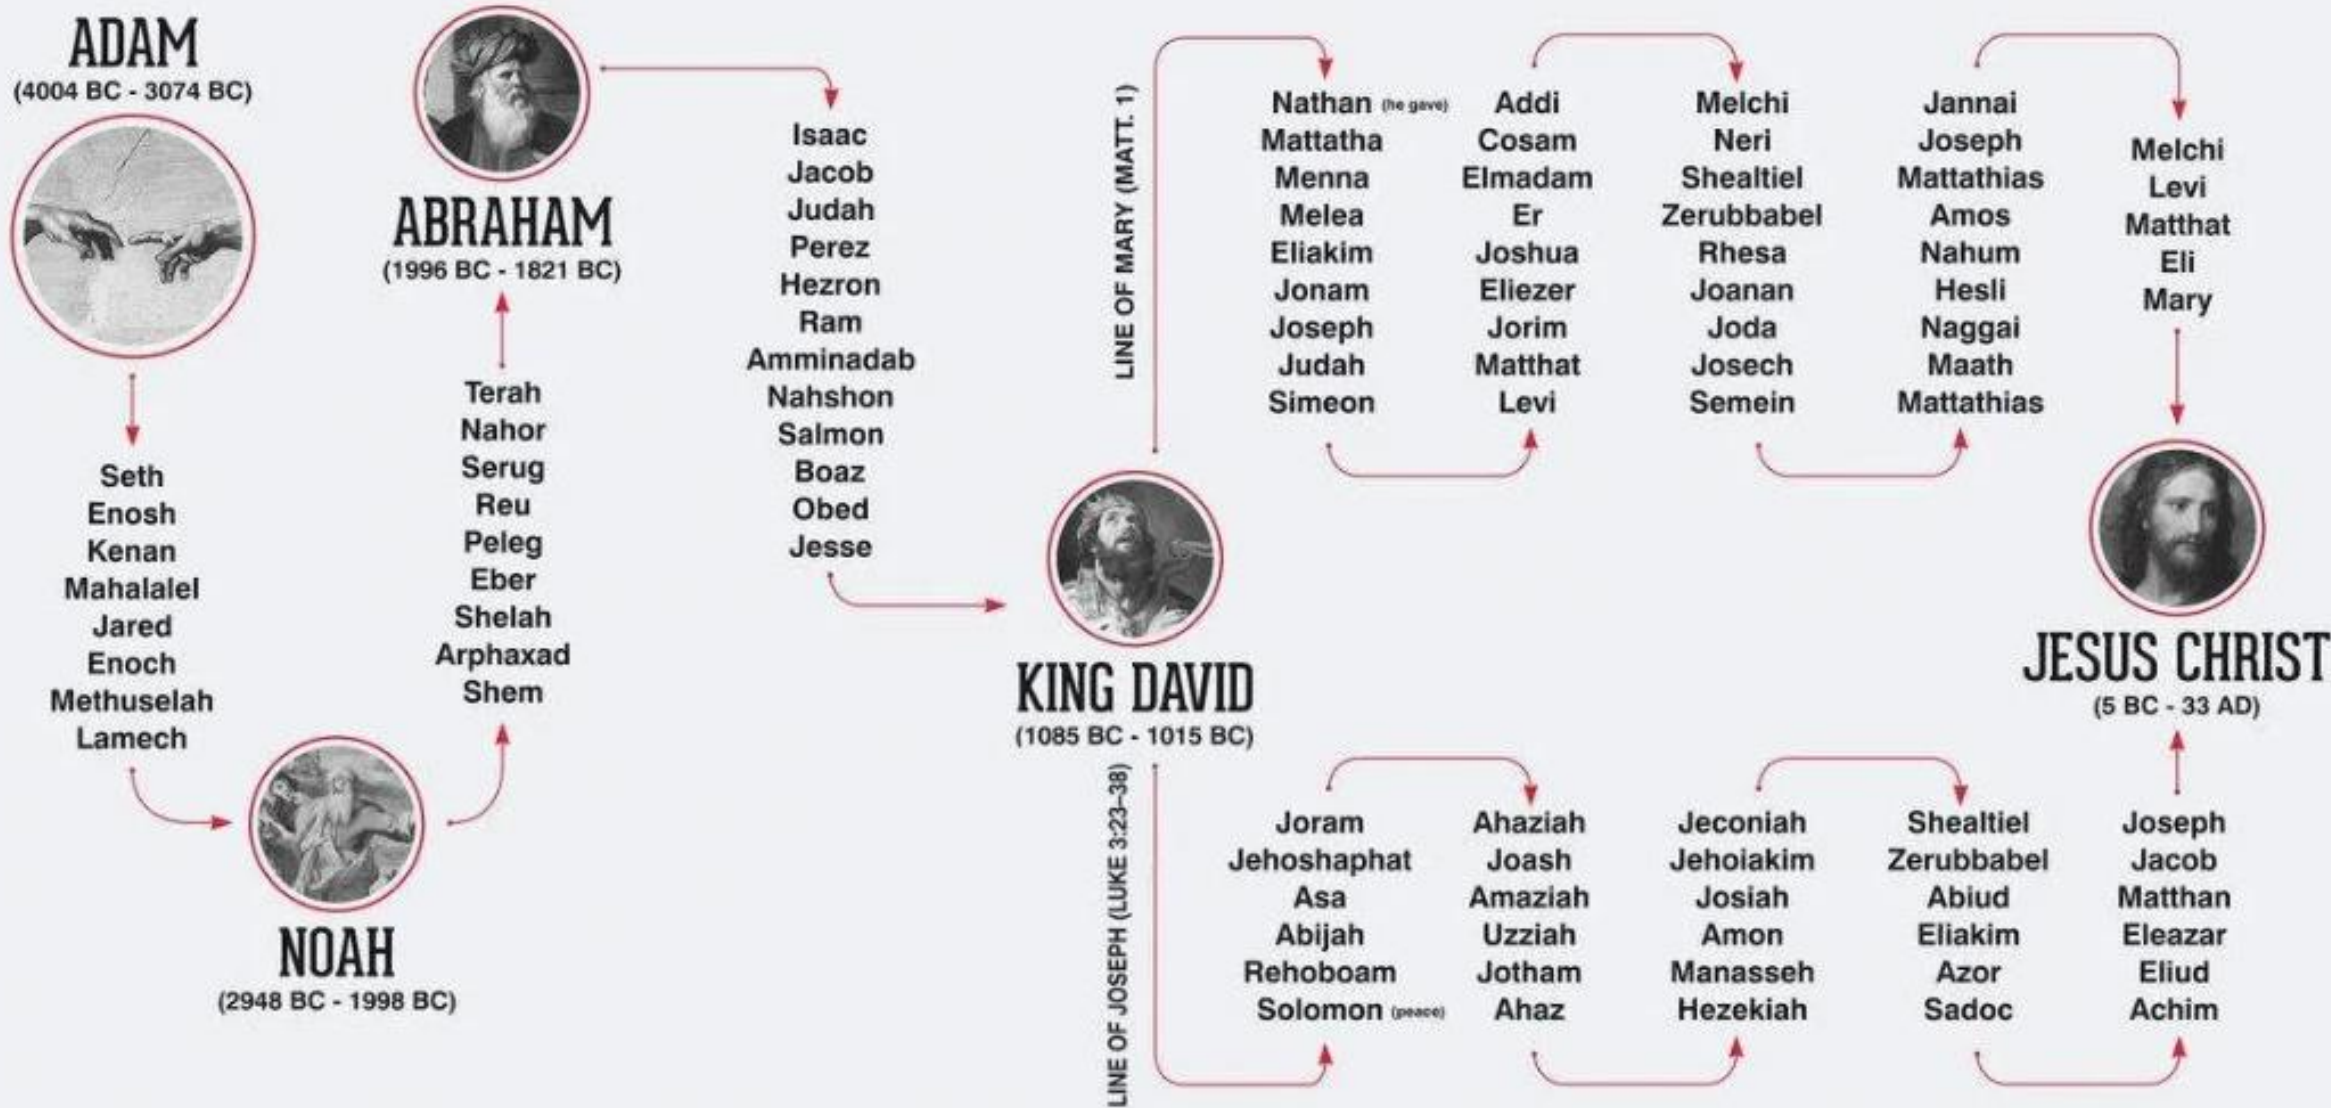 ADAM
(4004 BC - 3074 BC)
Seth
Enosh
Kenan
Mahalalel
Jared
Enoch
Methuselah
Lamech
NOAH
(2948 BC - 1998 BC)
ABRAHAM
(1996 BC - 1821 BC)
Terah
Nahor
Serug
Reu
Peleg
Eber
Shelah
Arphaxad
Shem
Isaac
Jacob
Judah
Perez
Hezron
Ram
Amminadab
Nahshon
Salmon
Boaz
Obed
Jesse
KING DAVID
(1085 BC - 1015 BC)
LINE OF MARY (MATT. 1)
Nathan (he gave)
Mattatha
Menna
Melea
Eliakim
Jonam
Joseph
Judah
Simeon
Addi
Cosam
Elmadam
Er
Joshua
Eliezer
Jorim
Matthat
Levi
Melchi
Neri
Shealtiel
Zerubbabel
Rhesa
Joanan
Joda
Josech
Semein
Jannai
Joseph
Mattathias
Amos
Nahum
Hesli
Naggai
Maath
Mattathias
Melchi
Levi
Matthat
Eli
Mary
JESUS CHRIST
(5 BC - 33 AD)
LINE OF JOSEPH (LUKE 3:23-38)
Joram
Jehoshaphat
Asa
Abijah
Rehoboam
Solomon (peace)
Ahaziah
Joash
Amaziah
Uzziah
Jotham
Ahaz
Jeconiah
Jehoiakim
Josiah
Amon
Manasseh
Hezekiah
Shealtiel
Zerubbabel
Abiud
Eliakim
Azor
Sadoc
Joseph
Jacob
Matthan
Eleazar
Eliud
Achim